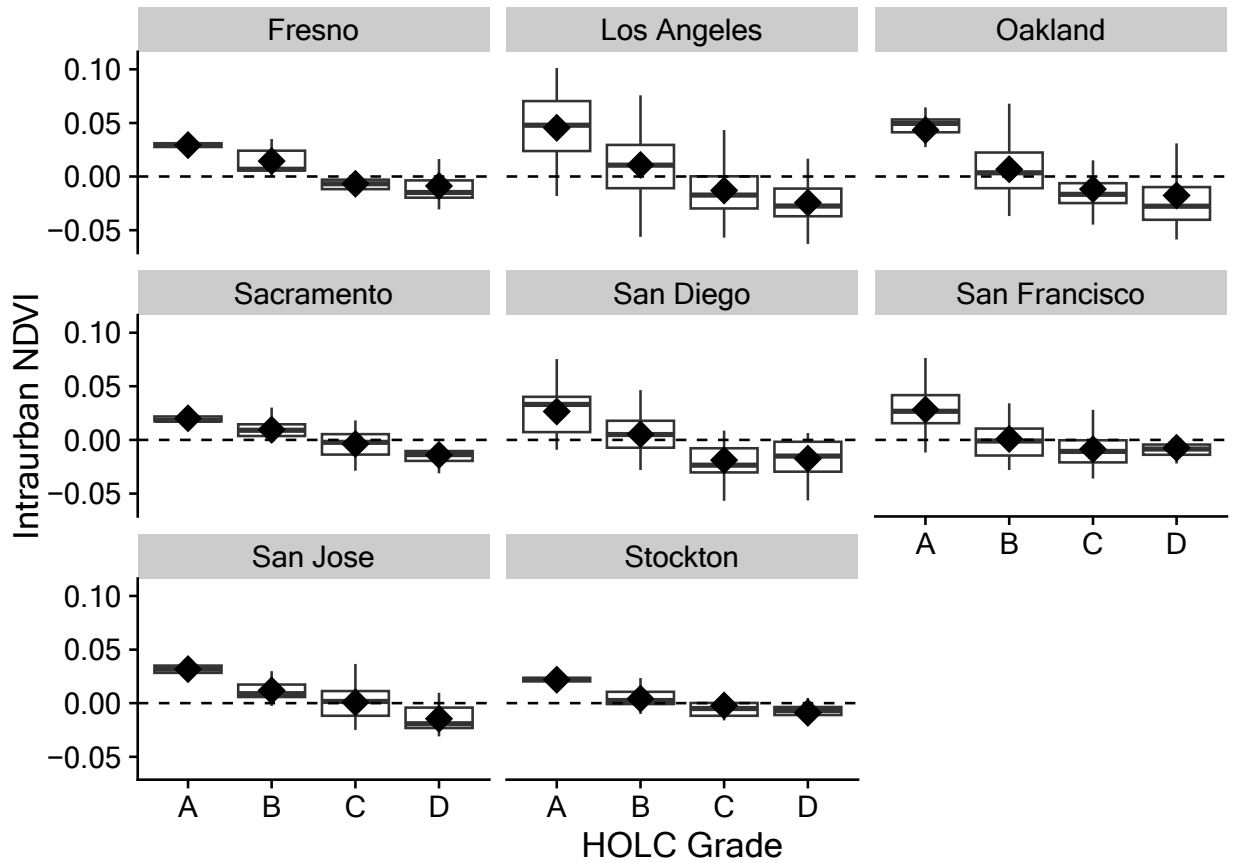 Fresno
Los Angeles
Oakland
0.10
0.05
0.00
−0.05
Sacramento
San Diego
San Francisco
0.10
0.05
0.00
−0.05
A B C D
San Jose
Stockton
0.10
0.05
0.00
−0.05
A B C D
A B C D
Intraurban NDVI
HOLC Grade